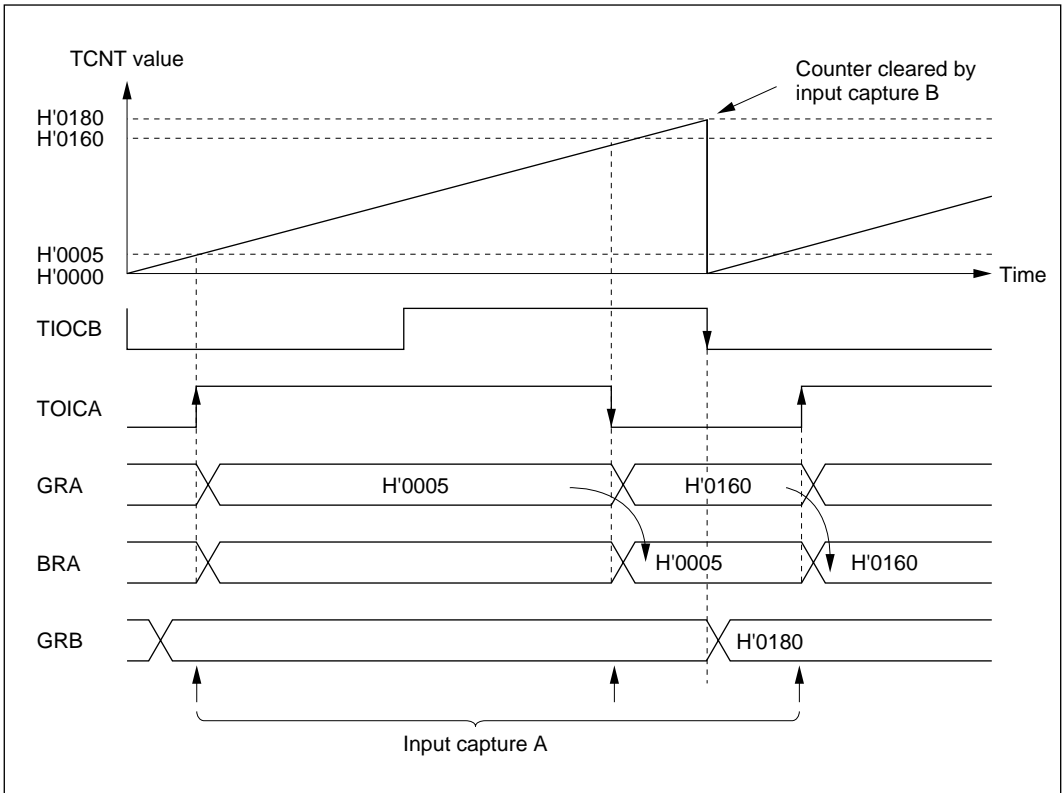 TCNT value
Counter cleared by
input capture B
H'0180
H'0160
H'0005
H'0000
Time
TIOCB
TOICA
GRA
H'0005
H'0160
BRA
H'0005
H'0160
GRB
H'0180
Input capture A